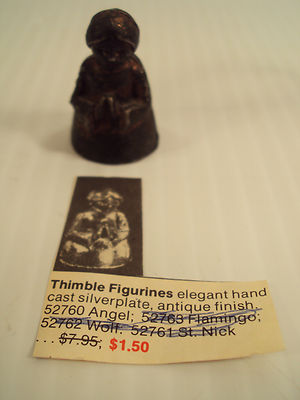 Thimble Figurines elegant hand
cast silverplate, antique finish.
52760 Angel; 52763 Flamingo;
52762 Wolf; 52761 St. Nick
... $7.95; $1.50